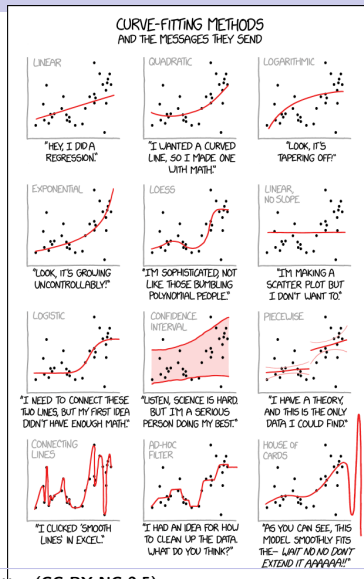 CURVE-FITTING METHODS
AND THE MESSAGES THEY SEND
LINEAR
"HEY, I DID A
REGRESSION."
QUADRATIC
"I WANTED A CURVED
LINE, SO I MADE ONE
WITH MATH."
LOGARITHMIC
"LOOK, IT'S
TAPERING OFF!"
EXPONENTIAL
"LOOK, IT'S GROWING
UNCONTROLLABLY!"
LOESS
"I'M SOPHISTICATED, NOT
LIKE THOSE BUMBLING
POLYNOMIAL PEOPLE."
LINEAR,
NO SLOPE
"I'M MAKING A
SCATTER PLOT BUT
I DON'T WANT TO."
LOGISTIC
"I NEED TO CONNECT THESE
TWO LINES, BUT MY FIRST IDEA
DIDN'T HAVE ENOUGH MATH."
CONFIDENCE
INTERVAL
"LISTEN, SCIENCE IS HARD.
BUT I'M A SERIOUS
PERSON DOING MY BEST."
PIECEWISE
"I HAVE A THEORY,
AND THIS IS THE ONLY
DATA I COULD FIND."
CONNECTING
LINES
"I CLICKED 'SMOOTH
LINES' IN EXCEL."
AD-HOC
FILTER
"I HAD AN IDEA FOR HOW
TO CLEAN UP THE DATA.
WHAT DO YOU THINK?"
HOUSE OF
CARDS
"AS YOU CAN SEE, THIS
MODEL SMOOTHLY FITS
THE- WAIT NO NO DON'T
EXTEND IT AAAAAA!!"
(CC-BY-NC 2.5)